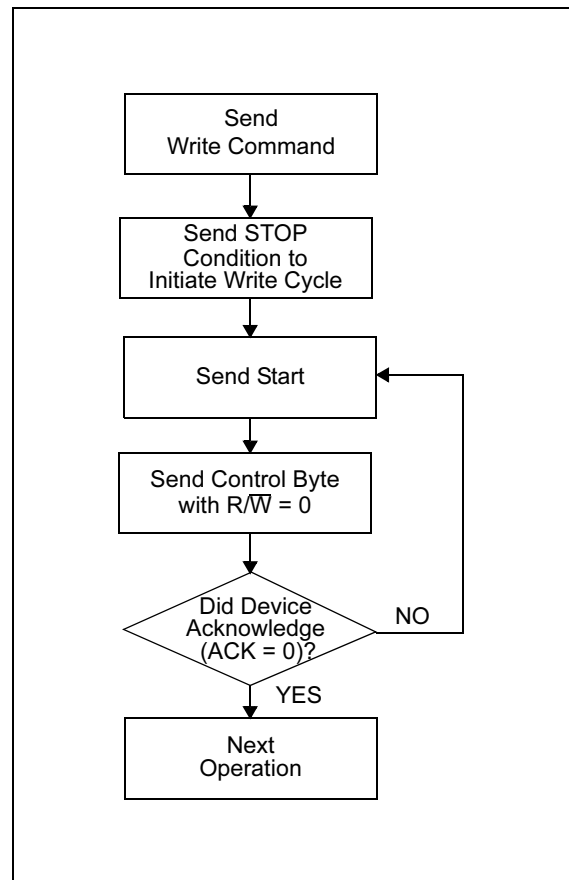 Send
Write Command
Send STOP
Condition to
Initiate Write Cycle
Send Start
Send Control Byte
with R/W̅ = 0
Did Device
Acknowledge
(ACK = 0)?
NO
YES
Next
Operation